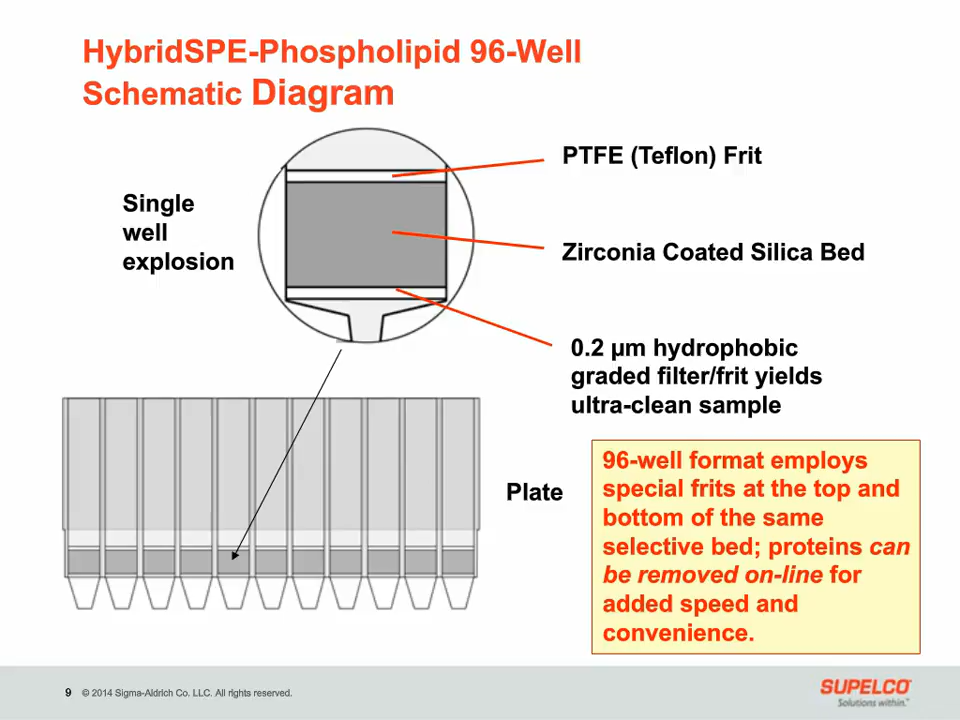 HybridSPE-Phospholipid 96-Well
Schematic Diagram
Single
well
explosion
PTFE (Teflon) Frit
Zirconia Coated Silica Bed
0.2 µm hydrophobic
graded filter/frit yields
ultra-clean sample
Plate
96-well format employs
special frits at the top and
bottom of the same
selective bed; proteins can
be removed on-line for
added speed and
convenience.
9 © 2014 Sigma-Aldrich Co. LLC. All rights reserved.
SUPELCO
Solutions within.™